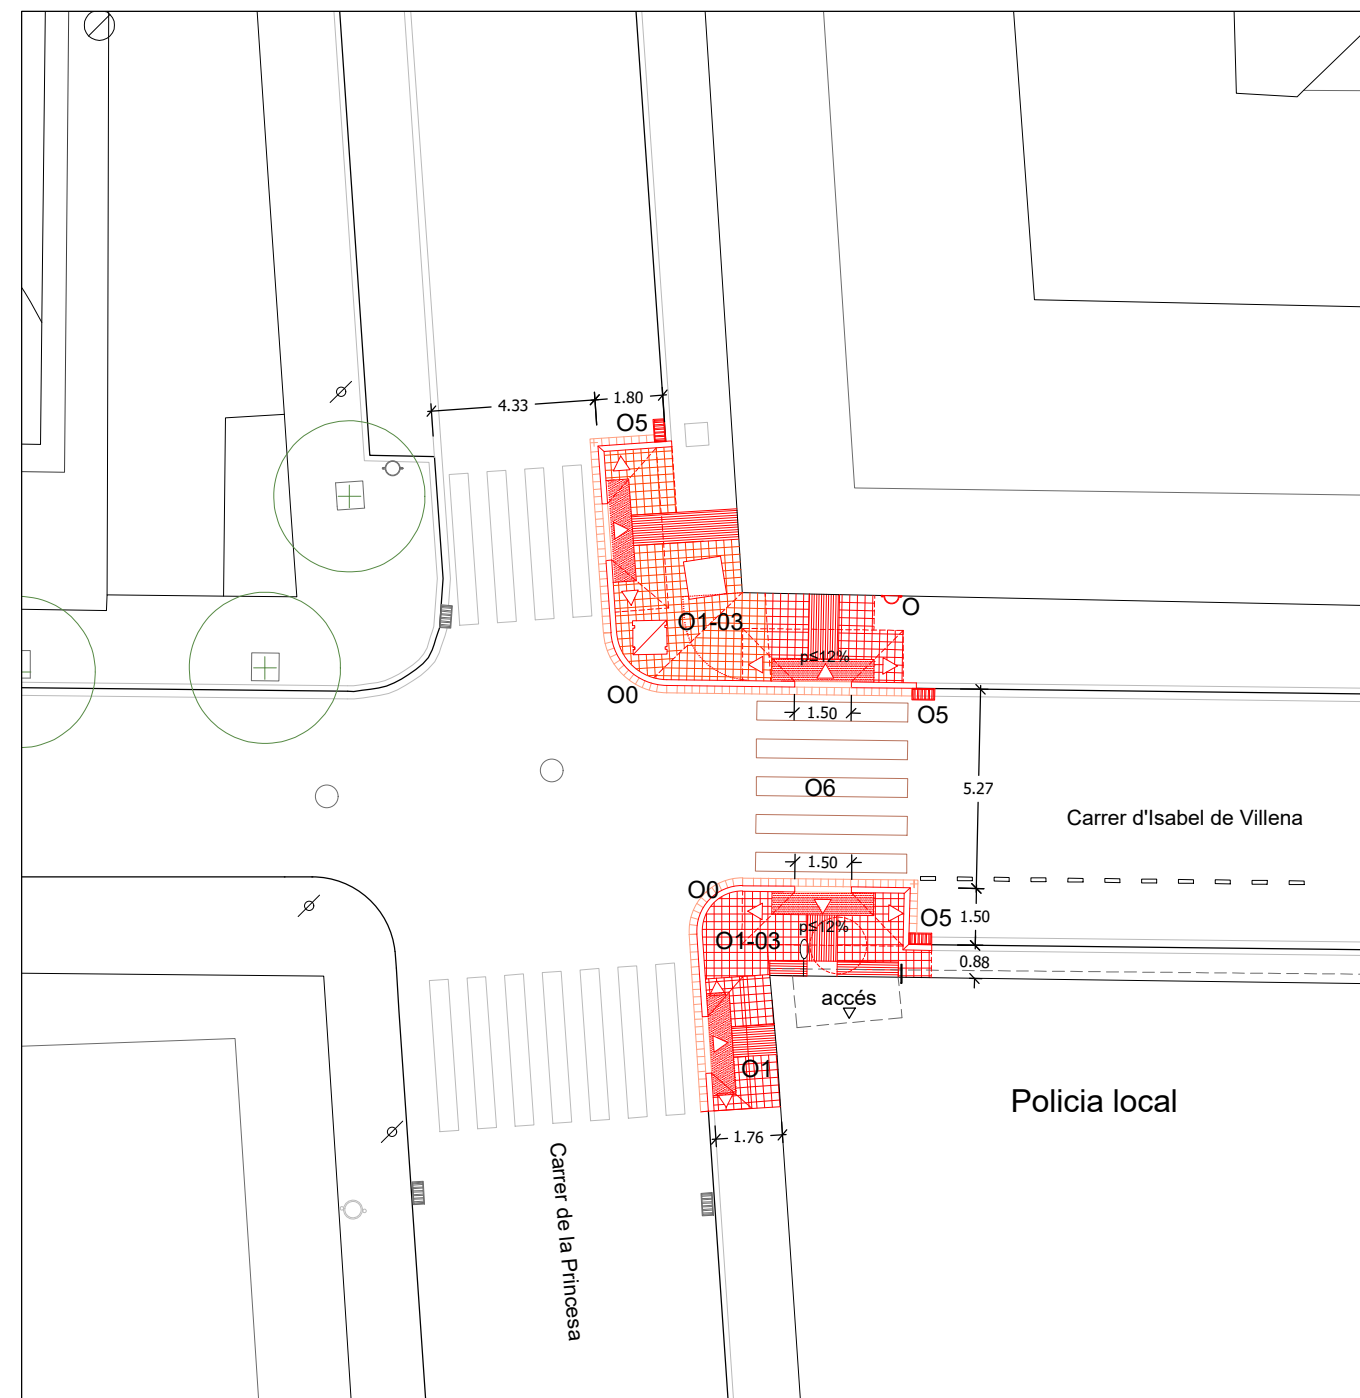 4.33
1.80
O5
O1-03
O
p≤12%
O0
1.50
O5
O6
5.27
Carrer d'Isabel de Villena
1.50
O0
O5
1.50
p≤12%
O1-03
0.88
accés
O1
Policia local
1.76
Carrer de la Princesa